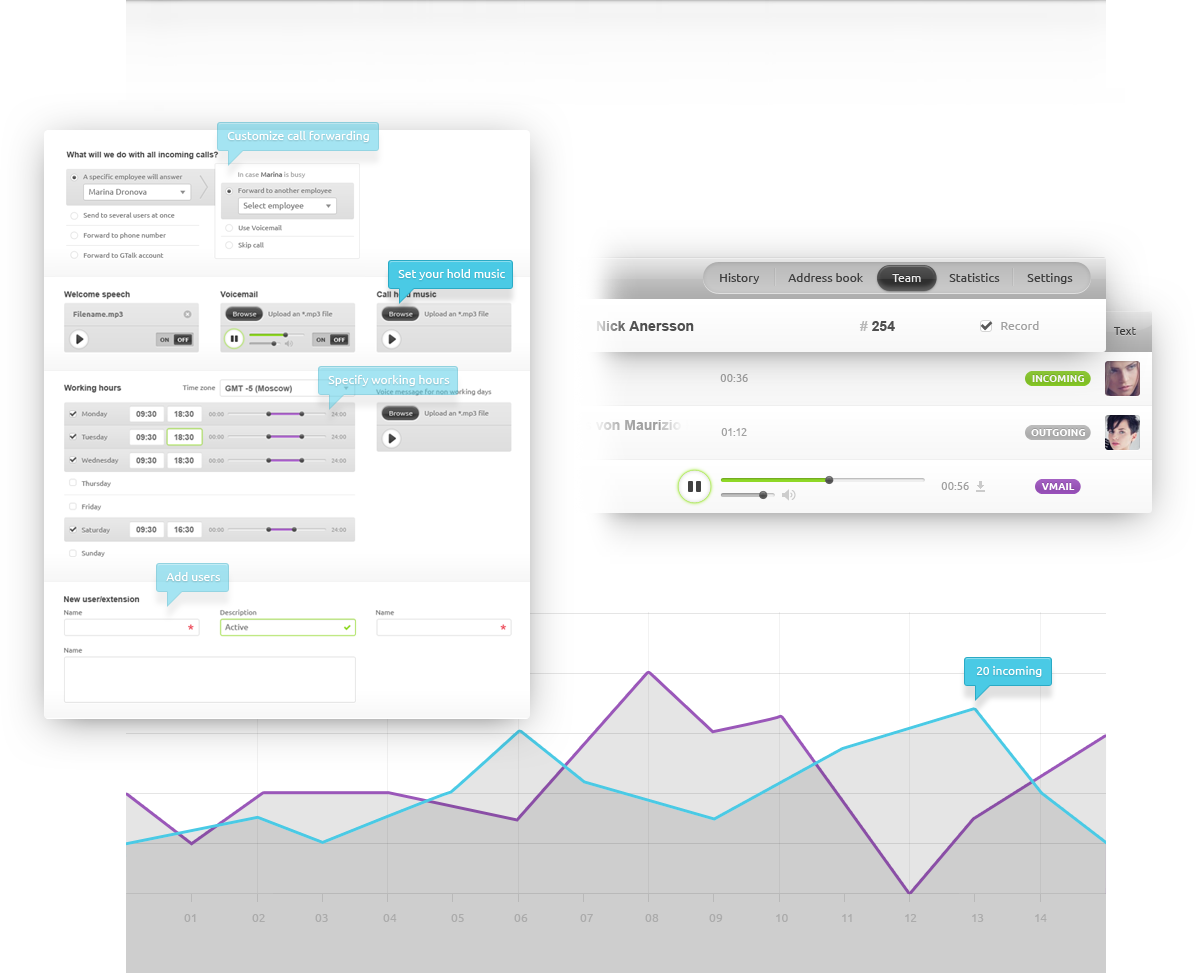 Customize call forwarding
What will we do with all incoming calls?
A specific employee will answer
Marina Dronova
Send to several users at once
Forward to phone number
Forward to GTalk account
In case Marina is busy
Forward to another employee
Select employee
Use Voicemail
Skip call
Set your hold music
Welcome speech
Filename.mp3
ON OFF
Voicemail
Browse Upload an *.mp3 file
ON OFF
Call hold music
Browse Upload an *.mp3 file
Specify working hours
Working hours
Time zone GMT -5 (Moscow)
Monday 09:30 18:30 00:00 24:00
Tuesday 09:30 18:30 00:00 24:00
Wednesday 09:30 18:30 00:00 24:00
Thursday
Friday
Saturday 09:30 16:30 00:00 24:00
Sunday
Voice message for non working days
Browse Upload an *.mp3 file
Add users
New user/extension
Name Description Name
* Active *
Name
History Address book Team Statistics Settings
Nick Anersson # 254 Record
Text
00:36 INCOMING
von Maurizio 01:12 OUTGOING
00:56 VMAIL
20 incoming
01 02 03 04 05 06 07 08 09 10 11 12 13 14